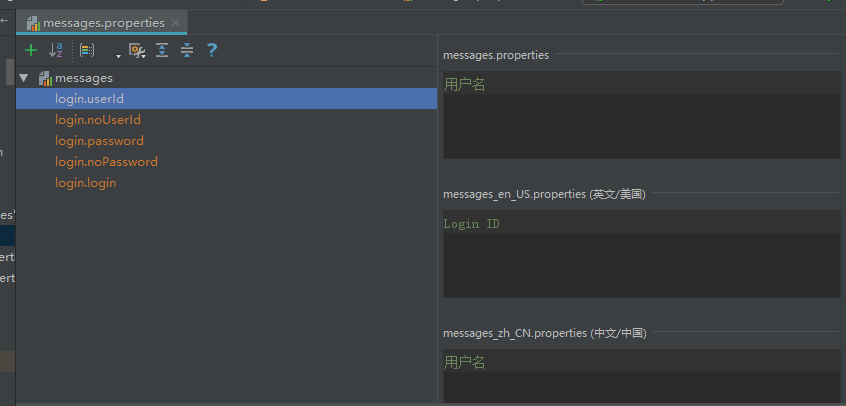 messages.properties
messages
login.userId
login.noUserId
login.password
login.noPassword
login.login
messages.properties
用户名
messages_en_US.properties (英文/美国)
Login ID
messages_zh_CN.properties (中文/中国)
用户名